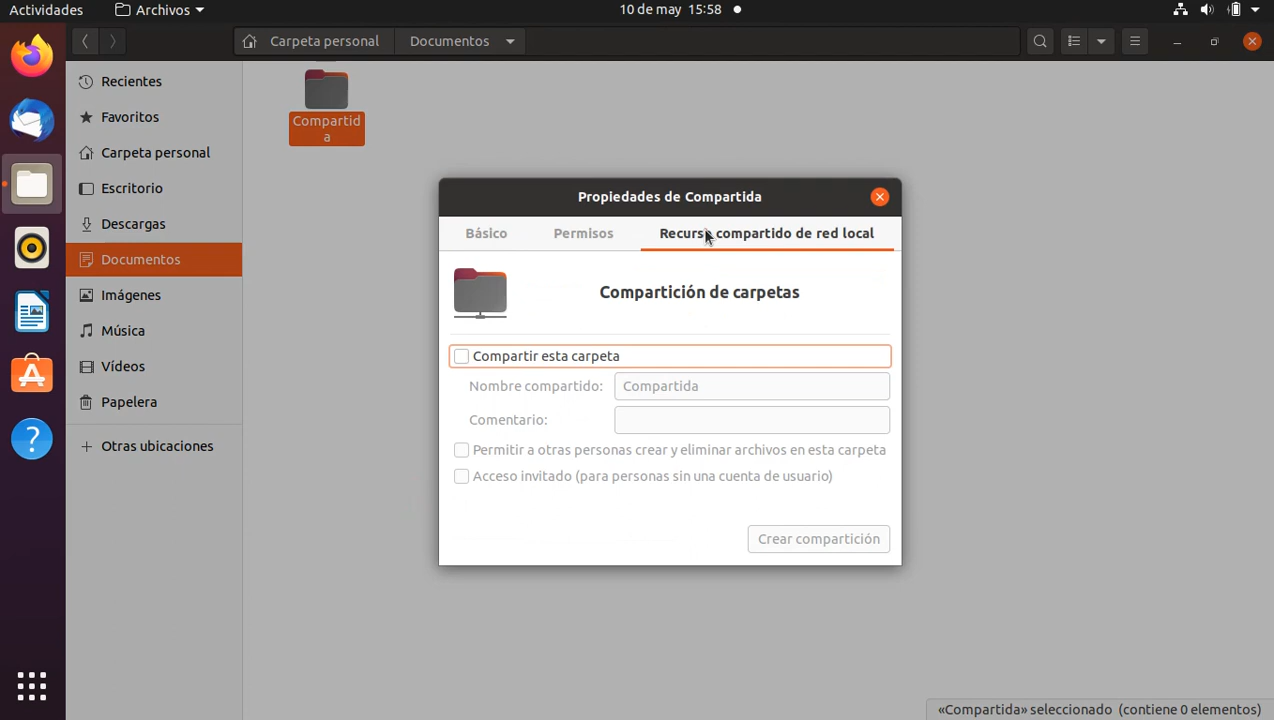 Actividades
Archivos
10 de may 15:58
Carpeta personal
Documentos
Recientes
Favoritos
Carpeta personal
Escritorio
Descargas
Documentos
Imágenes
Música
Vídeos
Papelera
Otras ubicaciones
Compartid
a
Propiedades de Compartida
Básico
Permisos
Recurso compartido de red local
Compartición de carpetas
Compartir esta carpeta
Nombre compartido: Compartida
Comentario:
Permitir a otras personas crear y eliminar archivos en esta carpeta
Acceso invitado (para personas sin una cuenta de usuario)
Crear compartición
«Compartida» seleccionado (contiene 0 elementos)